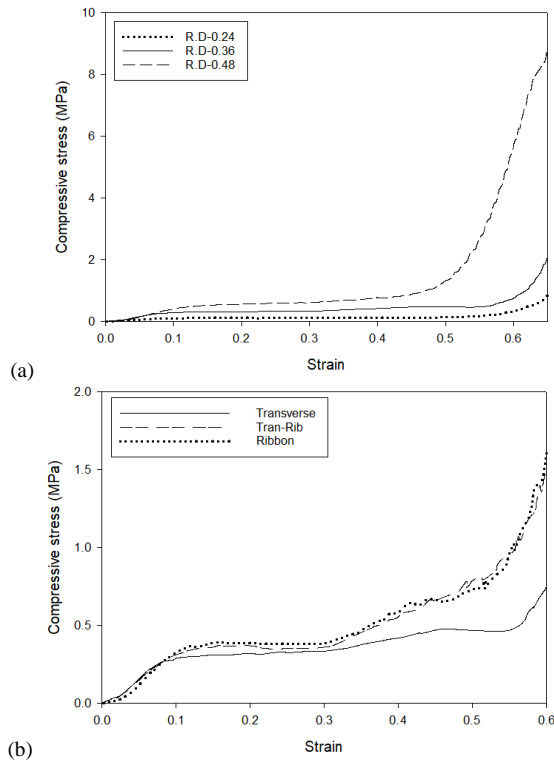 10
8
6
4
2
0
Compressive stress (MPa)
R.D-0.24
R.D-0.36
R.D-0.48
0.0 0.1 0.2 0.3 0.4 0.5 0.6
Strain
(a)
2.0
1.5
1.0
0.5
0.0
Compressive stress (MPa)
Transverse
Tran-Rib
Ribbon
0.0 0.1 0.2 0.3 0.4 0.5 0.6
Strain
(b)